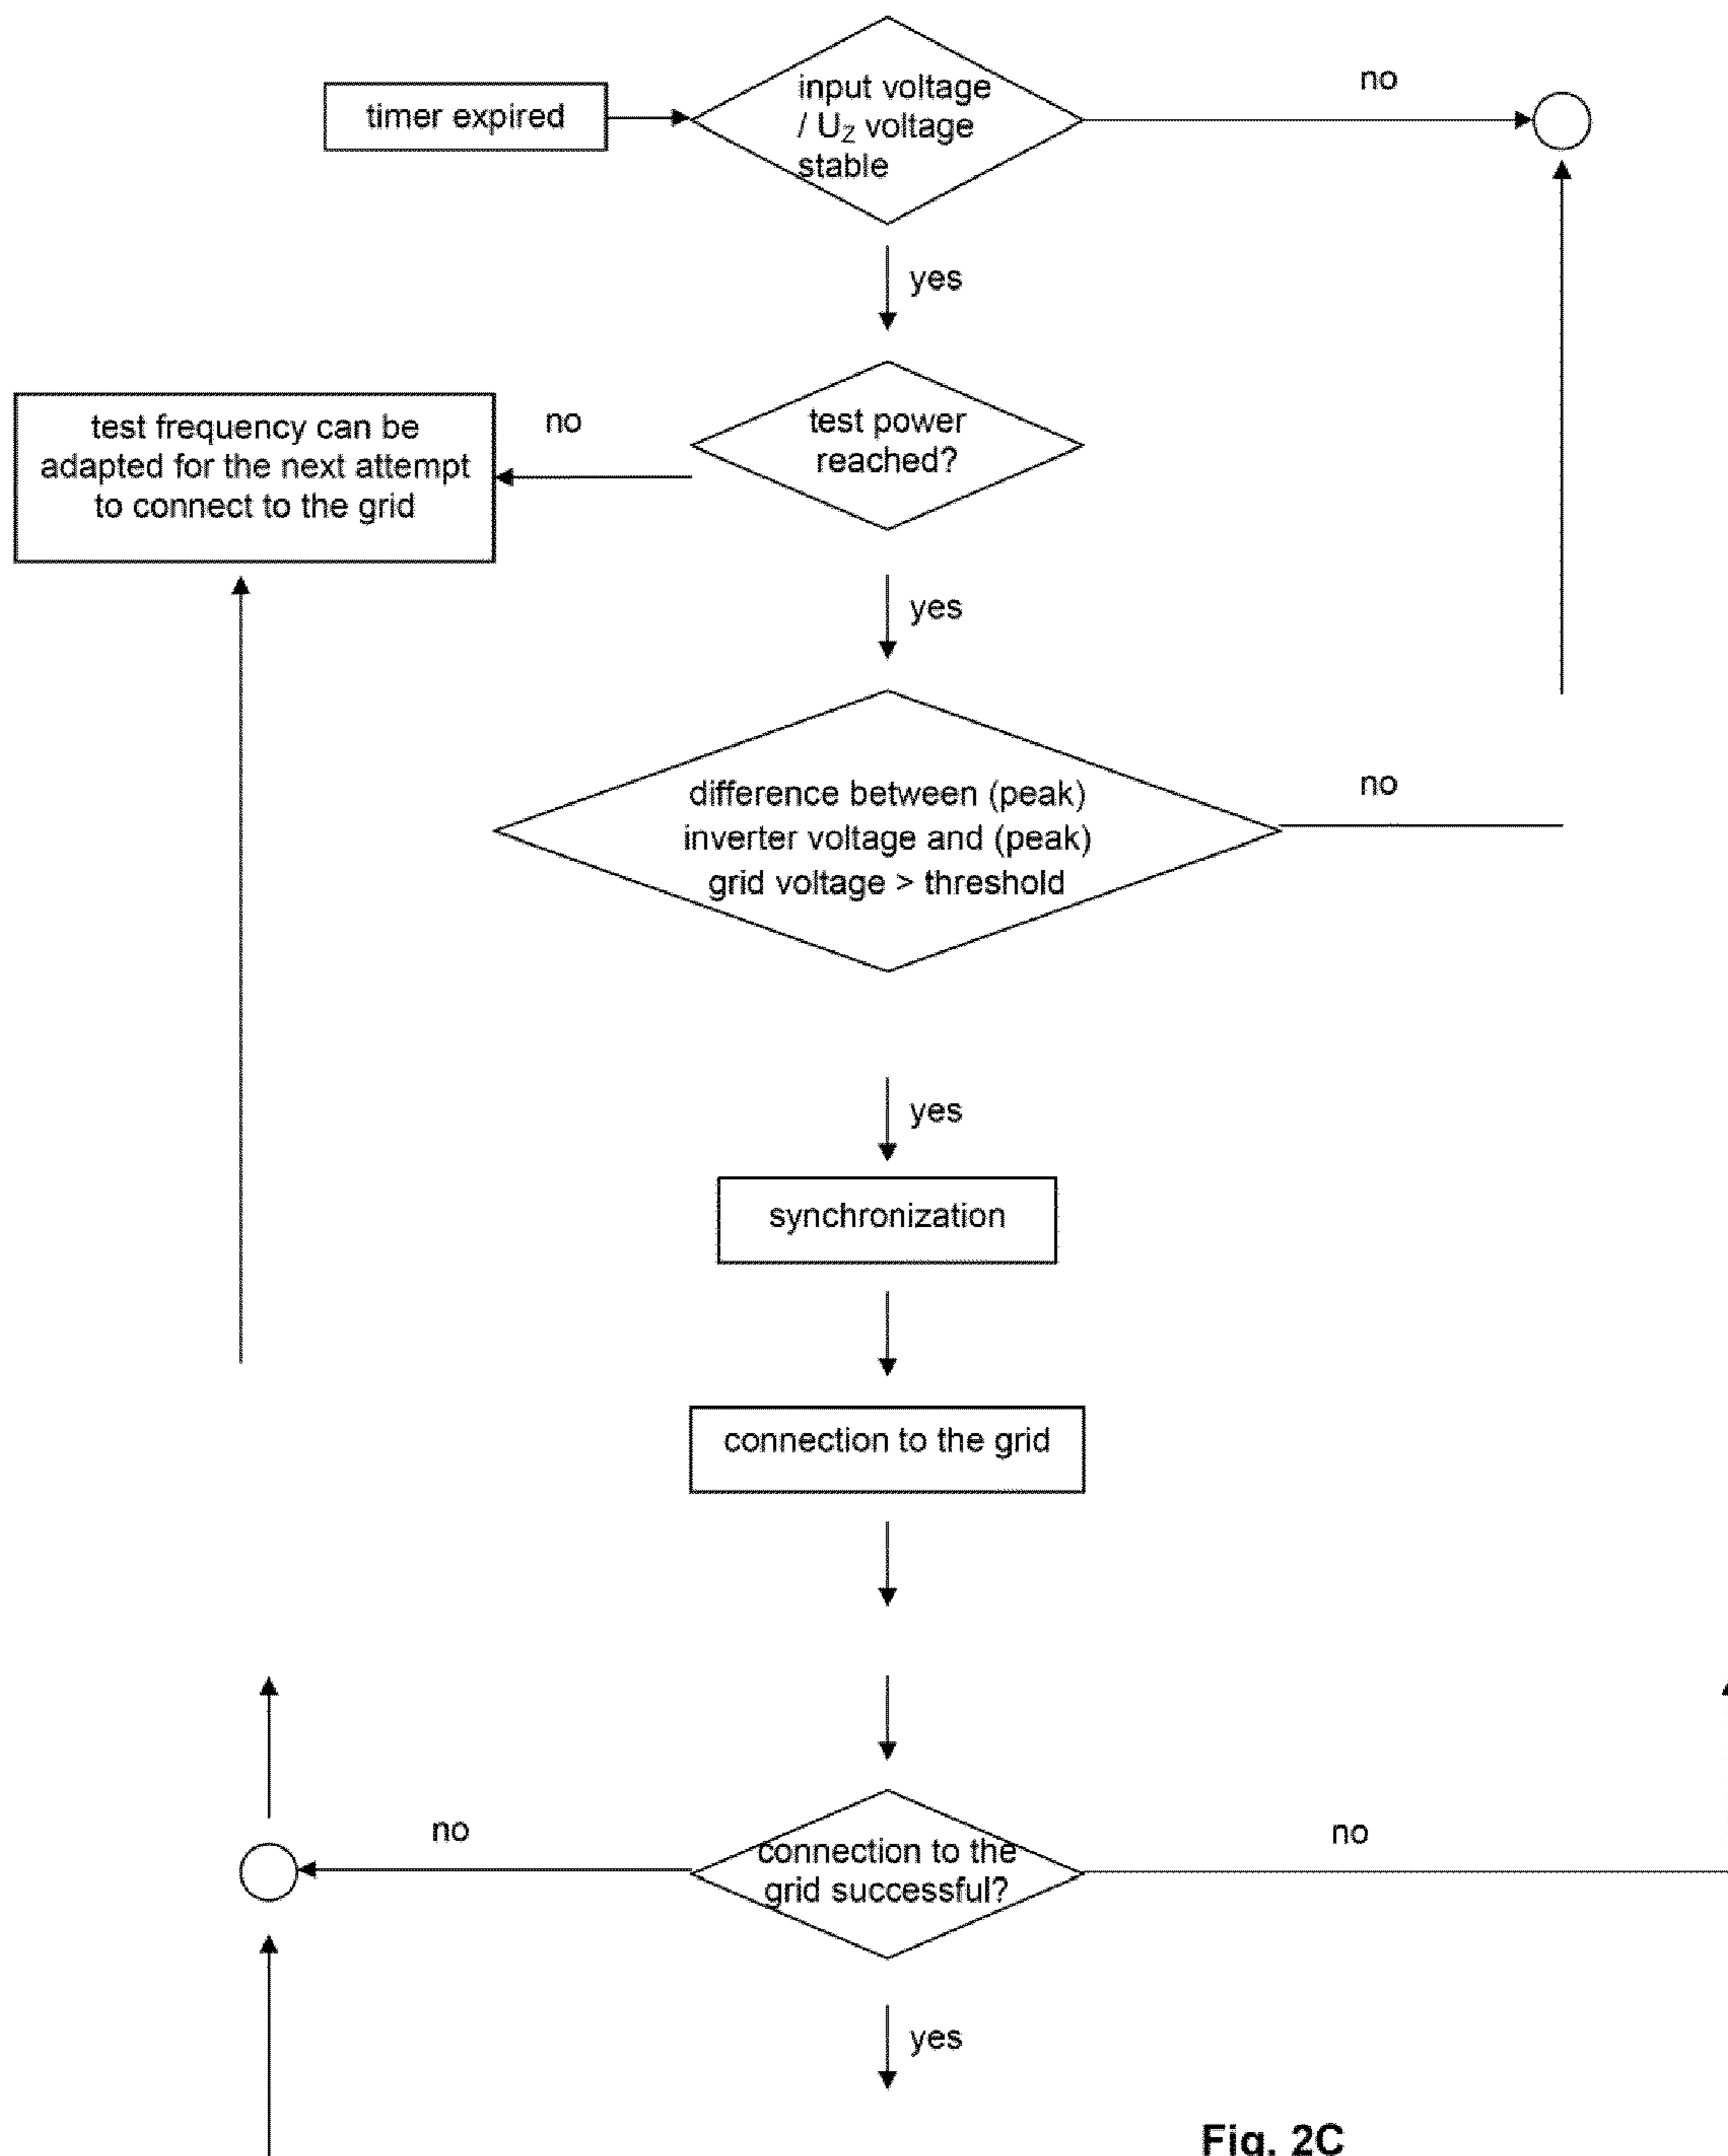 timer expired
input voltage
/ UZ voltage
stable
no
yes
test frequency can be
adapted for the next attempt
to connect to the grid
no
test power
reached?
yes
difference between (peak)
inverter voltage and (peak)
grid voltage > threshold
no
yes
synchronization
connection to the grid
no
connection to the
grid successful?
no
yes
Fig. 2C